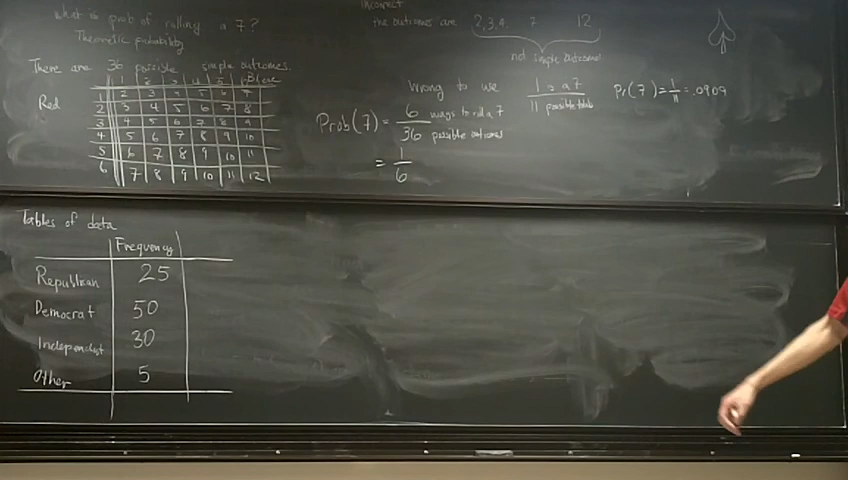 what is prob of rolling a 7?
Theoretic probability
There are 36 possible simple outcomes.
Blue
1 2 3 4 5 6
Red
1 2 3 4 5 6 7
2 3 4 5 6 7 8
3 4 5 6 7 8 9
4 5 6 7 8 9 10
5 6 7 8 9 10 11
6 7 8 9 10 11 12
Incorrect
the outcomes are 2,3,4, 7 12
not simple outcomes
wrong to use 1 = a 7 / 11 possible totals
Pr(7)=1/11=.0909
Prob(7) = 6 ways to roll a 7 / 36 possible outcomes
= 1/6
Tables of data
Frequency
Republican 25
Democrat 50
Independent 30
Other 5